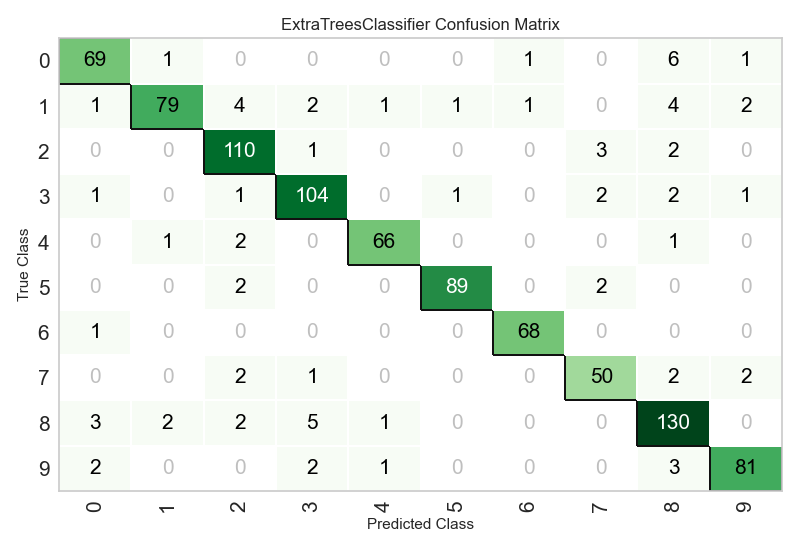 ExtraTreesClassifier Confusion Matrix
True Class
0 69 1 0 0 0 0 1 0 6 1
1 1 79 4 2 1 1 1 0 4 2
2 0 0 110 1 0 0 0 3 2 0
3 1 0 1 104 0 1 0 2 2 1
4 0 1 2 0 66 0 0 0 1 0
5 0 0 2 0 0 89 0 2 0 0
6 1 0 0 0 0 0 68 0 0 0
7 0 0 2 1 0 0 0 50 2 2
8 3 2 2 5 1 0 0 0 130 0
9 2 0 0 2 1 0 0 0 3 81
0 1 2 3 4 5 6 7 8 9
Predicted Class